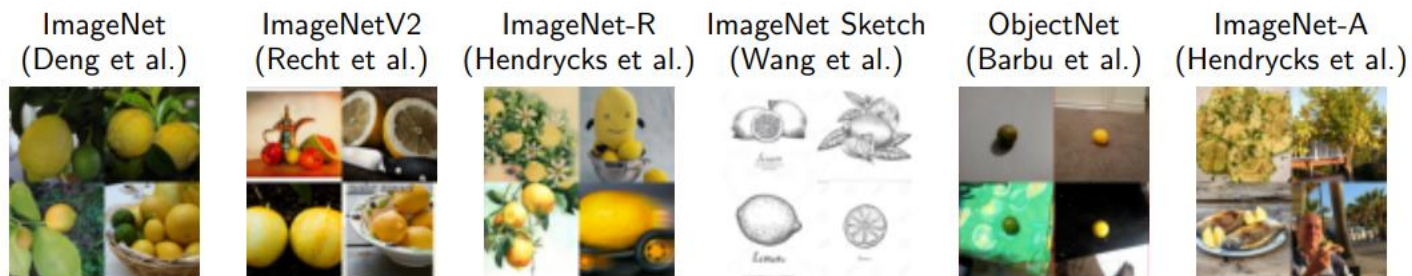 ImageNet
(Deng et al.)
ImageNetV2
(Recht et al.)
ImageNet-R
(Hendrycks et al.)
ImageNet Sketch
(Wang et al.)
ObjectNet
(Barbu et al.)
ImageNet-A
(Hendrycks et al.)
Lemon